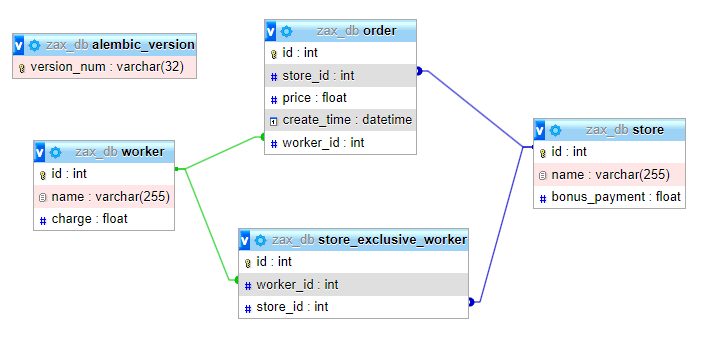 zax_db alembic_version
version_num : varchar(32)
zax_db order
id : int
store_id : int
price : float
create_time : datetime
worker_id : int
zax_db worker
id : int
name : varchar(255)
charge : float
zax_db store
id : int
name : varchar(255)
bonus_payment : float
zax_db store_exclusive_worker
id : int
worker_id : int
store_id : int